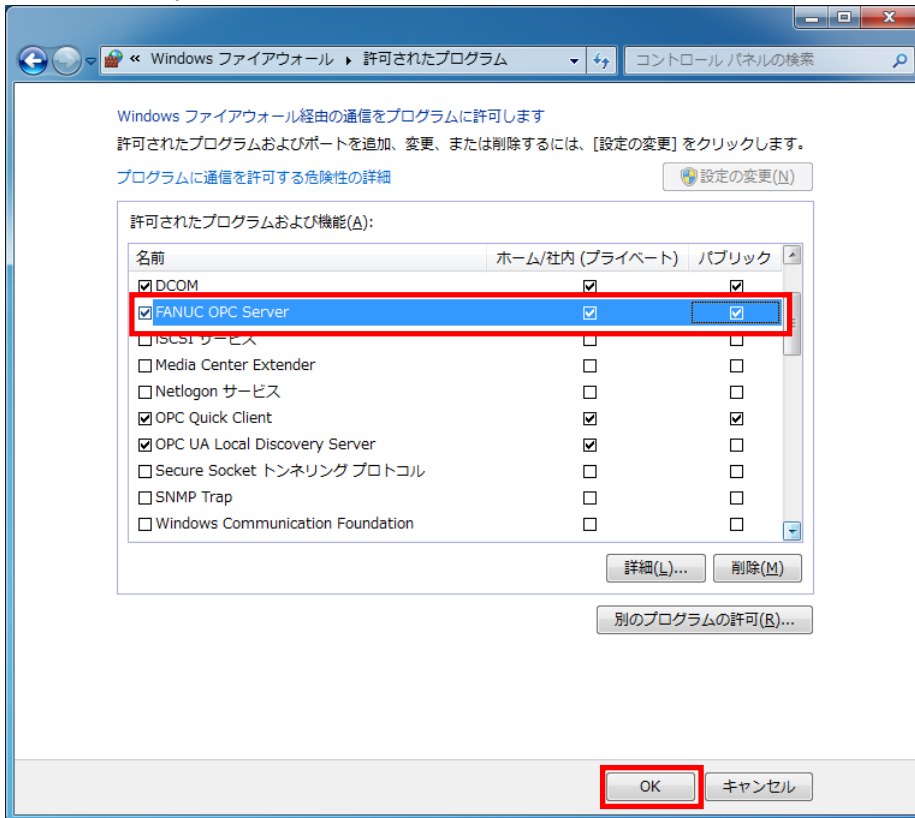 « Windows ファイアウォール ▸ 許可されたプログラム
コントロール パネルの検索
Windows ファイアウォール経由の通信をプログラムに許可します
許可されたプログラムおよびポートを追加、変更、または削除するには、[設定の変更] をクリックします。
プログラムに通信を許可する危険性の詳細
設定の変更(N)
許可されたプログラムおよび機能(A):
名前 ホーム/社内 (プライベート) パブリック
DCOM
FANUC OPC Server
iSCSI サービス
Media Center Extender
Netlogon サービス
OPC Quick Client
OPC UA Local Discovery Server
Secure Socket トンネリング プロトコル
SNMP Trap
Windows Communication Foundation
詳細(L)... 削除(M)
別のプログラムの許可(R)...
OK キャンセル